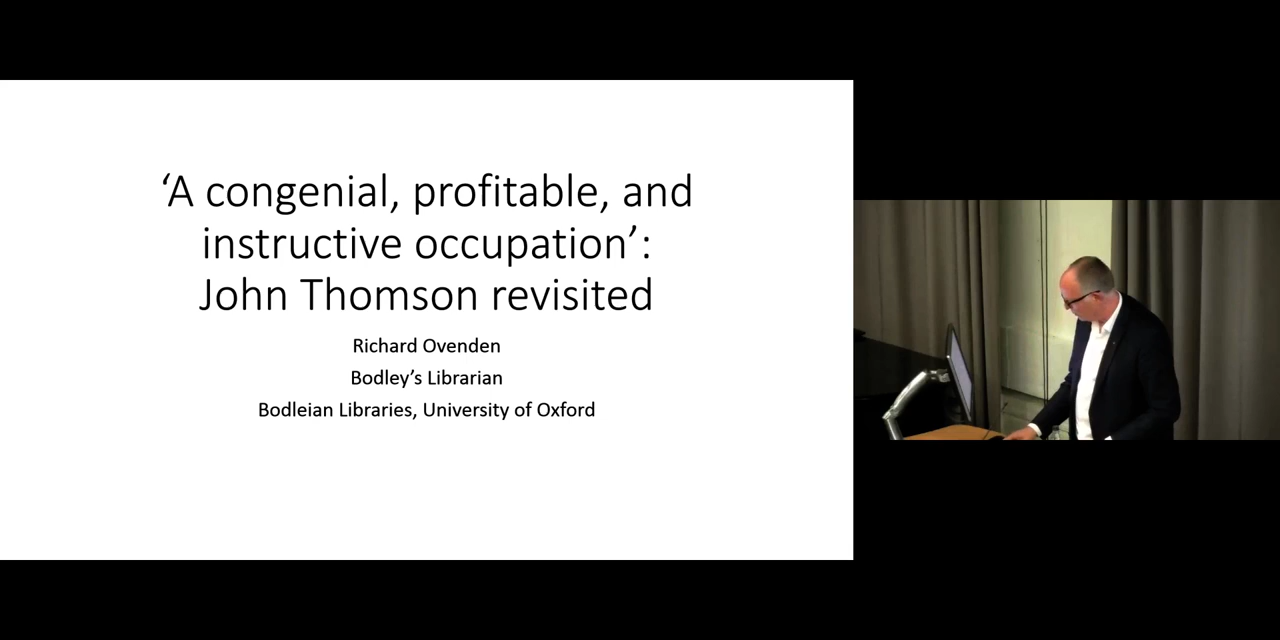 ‘A congenial, profitable, and
instructive occupation’:
John Thomson revisited
Richard Ovenden
Bodley’s Librarian
Bodleian Libraries, University of Oxford